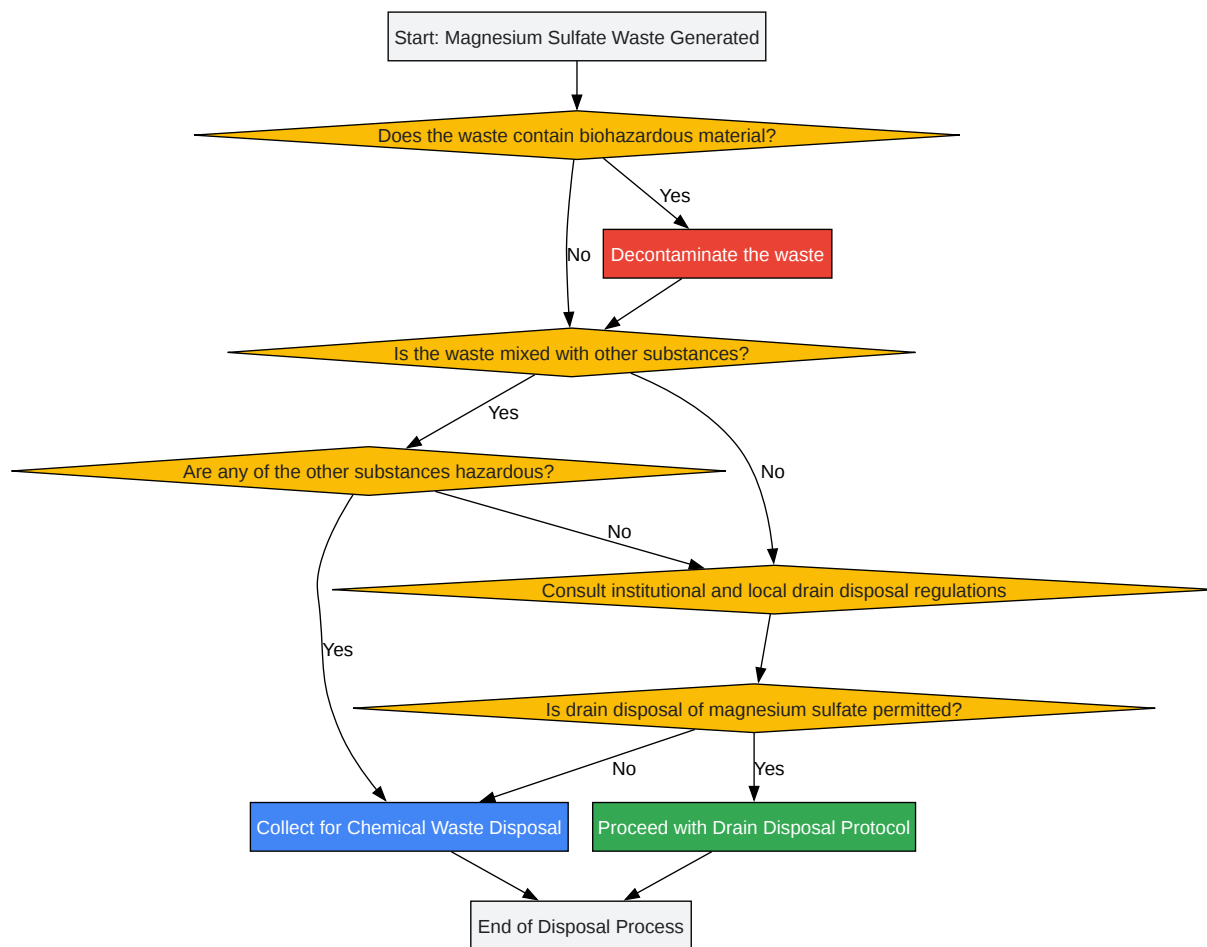 Start: Magnesium Sulfate Waste Generated
Does the waste contain biohazardous material?
Yes
No
Decontaminate the waste
Is the waste mixed with other substances?
Yes
No
Are any of the other substances hazardous?
No
Yes
Consult institutional and local drain disposal regulations
Is drain disposal of magnesium sulfate permitted?
No
Yes
Collect for Chemical Waste Disposal
Proceed with Drain Disposal Protocol
End of Disposal Process